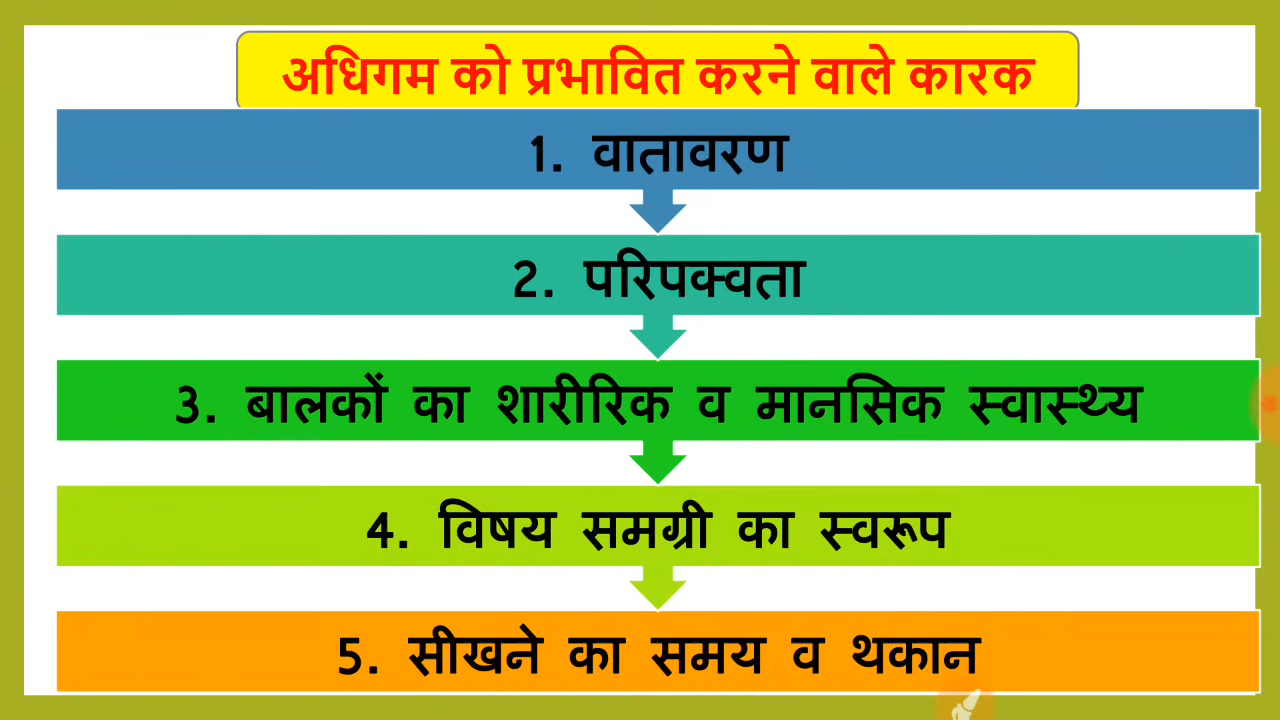 अधिगम को प्रभावित करने वाले कारक
1. वातावरण
2. परिपक्वता
3. बालकों का शारीरिक व मानसिक स्वास्थ्य
4. विषय समग्री का स्वरूप
5. सीखने का समय व थकान